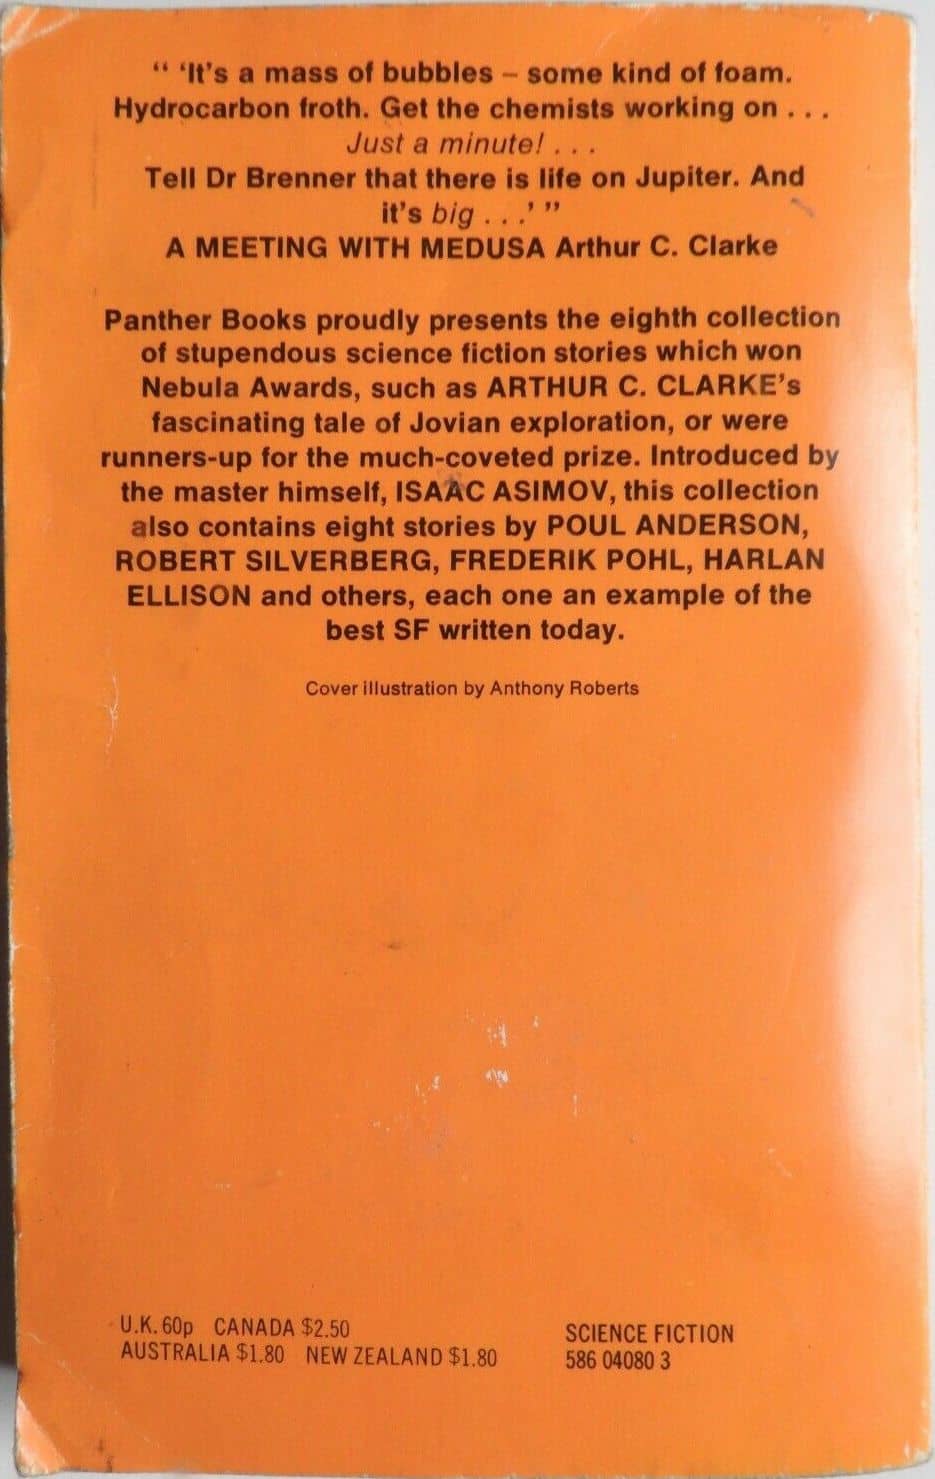 “ ‘It's a mass of bubbles – some kind of foam.
Hydrocarbon froth. Get the chemists working on . . .
Just a minute! . . .
Tell Dr Brenner that there is life on Jupiter. And
it's big . . .’ ”
A MEETING WITH MEDUSA Arthur C. Clarke
Panther Books proudly presents the eighth collection
of stupendous science fiction stories which won
Nebula Awards, such as ARTHUR C. CLARKE's
fascinating tale of Jovian exploration, or were
runners-up for the much-coveted prize. Introduced by
the master himself, ISAAC ASIMOV, this collection
also contains eight stories by POUL ANDERSON,
ROBERT SILVERBERG, FREDERIK POHL, HARLAN
ELLISON and others, each one an example of the
best SF written today.
Cover illustration by Anthony Roberts
U.K. 60p CANADA $2.50
AUSTRALIA $1.80 NEW ZEALAND $1.80
SCIENCE FICTION
586 04080 3